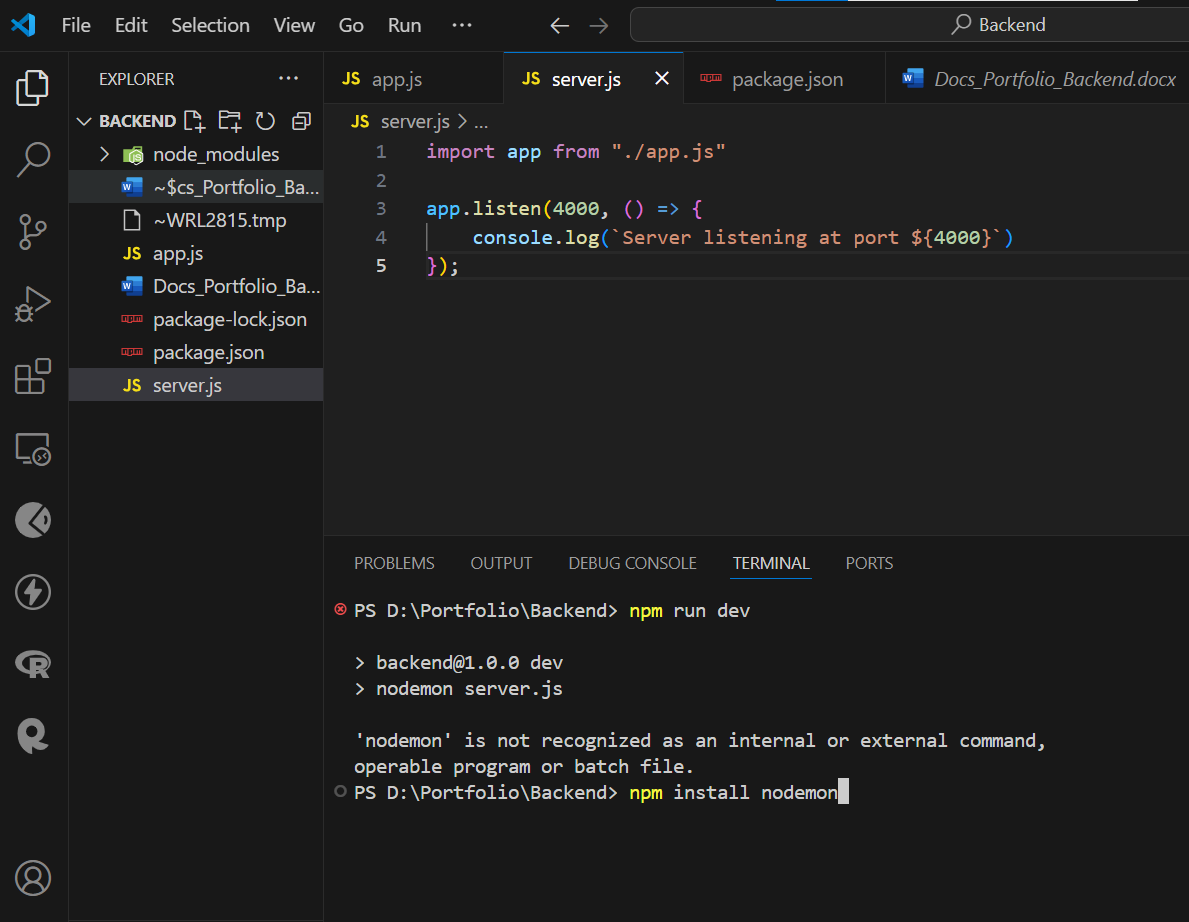 File Edit Selection View Go Run ··· ← → Backend
EXPLORER ···
JS app.js JS server.js × package.json Docs_Portfolio_Backend.docx
BACKEND
node_modules
~$cs_Portfolio_Ba...
~WRL2815.tmp
JS app.js
Docs_Portfolio_Ba...
package-lock.json
package.json
JS server.js
JS server.js > ...
1 import app from "./app.js"
2
3 app.listen(4000, () => {
4 console.log(`Server listening at port ${4000}`)
5 });
PROBLEMS OUTPUT DEBUG CONSOLE TERMINAL PORTS
PS D:\Portfolio\Backend> npm run dev
> backend@1.0.0 dev
> nodemon server.js
'nodemon' is not recognized as an internal or external command,
operable program or batch file.
PS D:\Portfolio\Backend> npm install nodemon